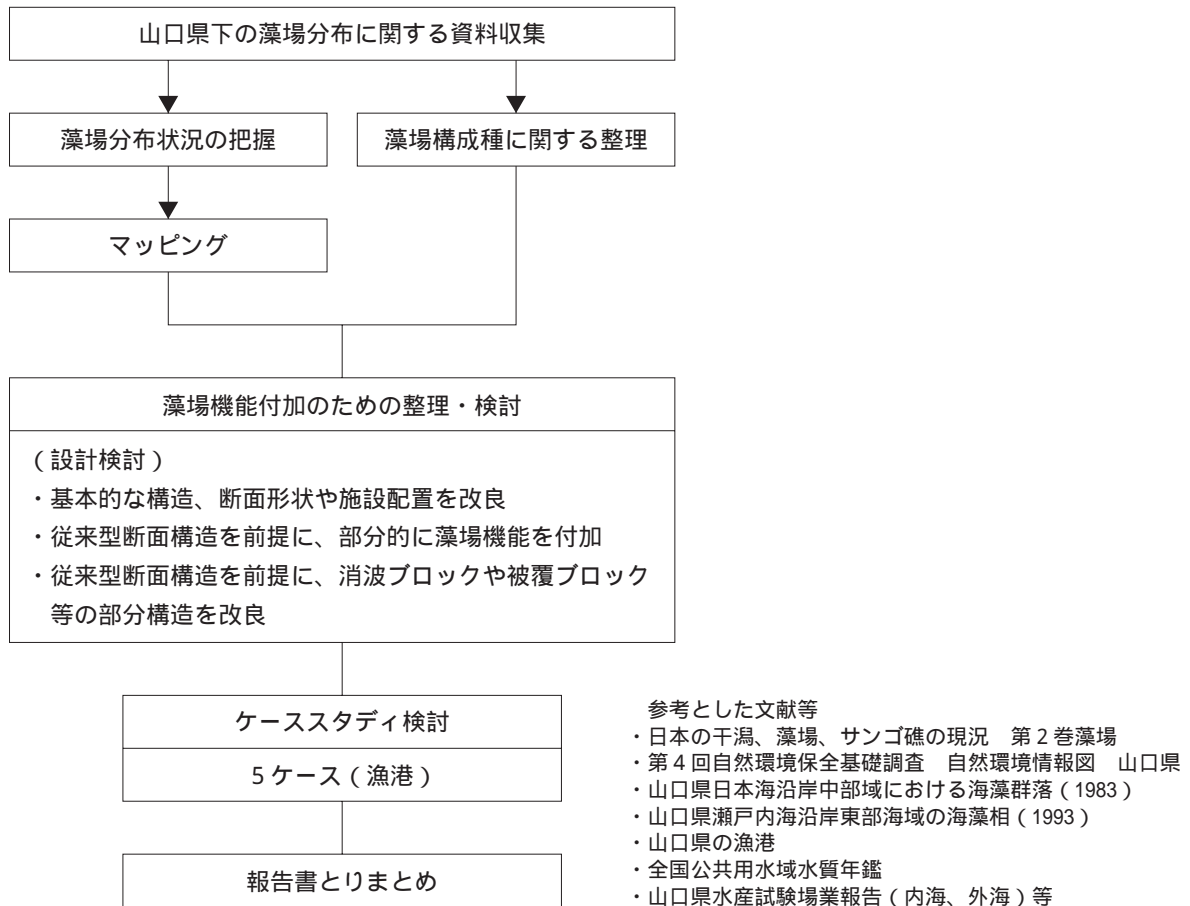 山口県下の藻場分布に関する資料収集
藻場分布状況の把握
藻場構成種に関する整理
マッピング
藻場機能付加のための整理・検討
(設計検討)
・基本的な構造、断面形状や施設配置を改良
・従来型断面構造を前提に、部分的に藻場機能を付加
・従来型断面構造を前提に、消波ブロックや被覆ブロック
等の部分構造を改良
ケーススタディ検討
5ケース(漁港)
報告書とりまとめ
参考とした文献等
・日本の干潟、藻場、サンゴ礁の現況 第2巻藻場
・第4回自然環境保全基礎調査 自然環境情報図 山口県
・山口県日本海沿岸中部域における海藻群落(1983)
・山口県瀬戸内海沿岸東部海域の海藻相(1993)
・山口県の漁港
・全国公共用水域水質年鑑
・山口県水産試験場業報告(内海、外海)等